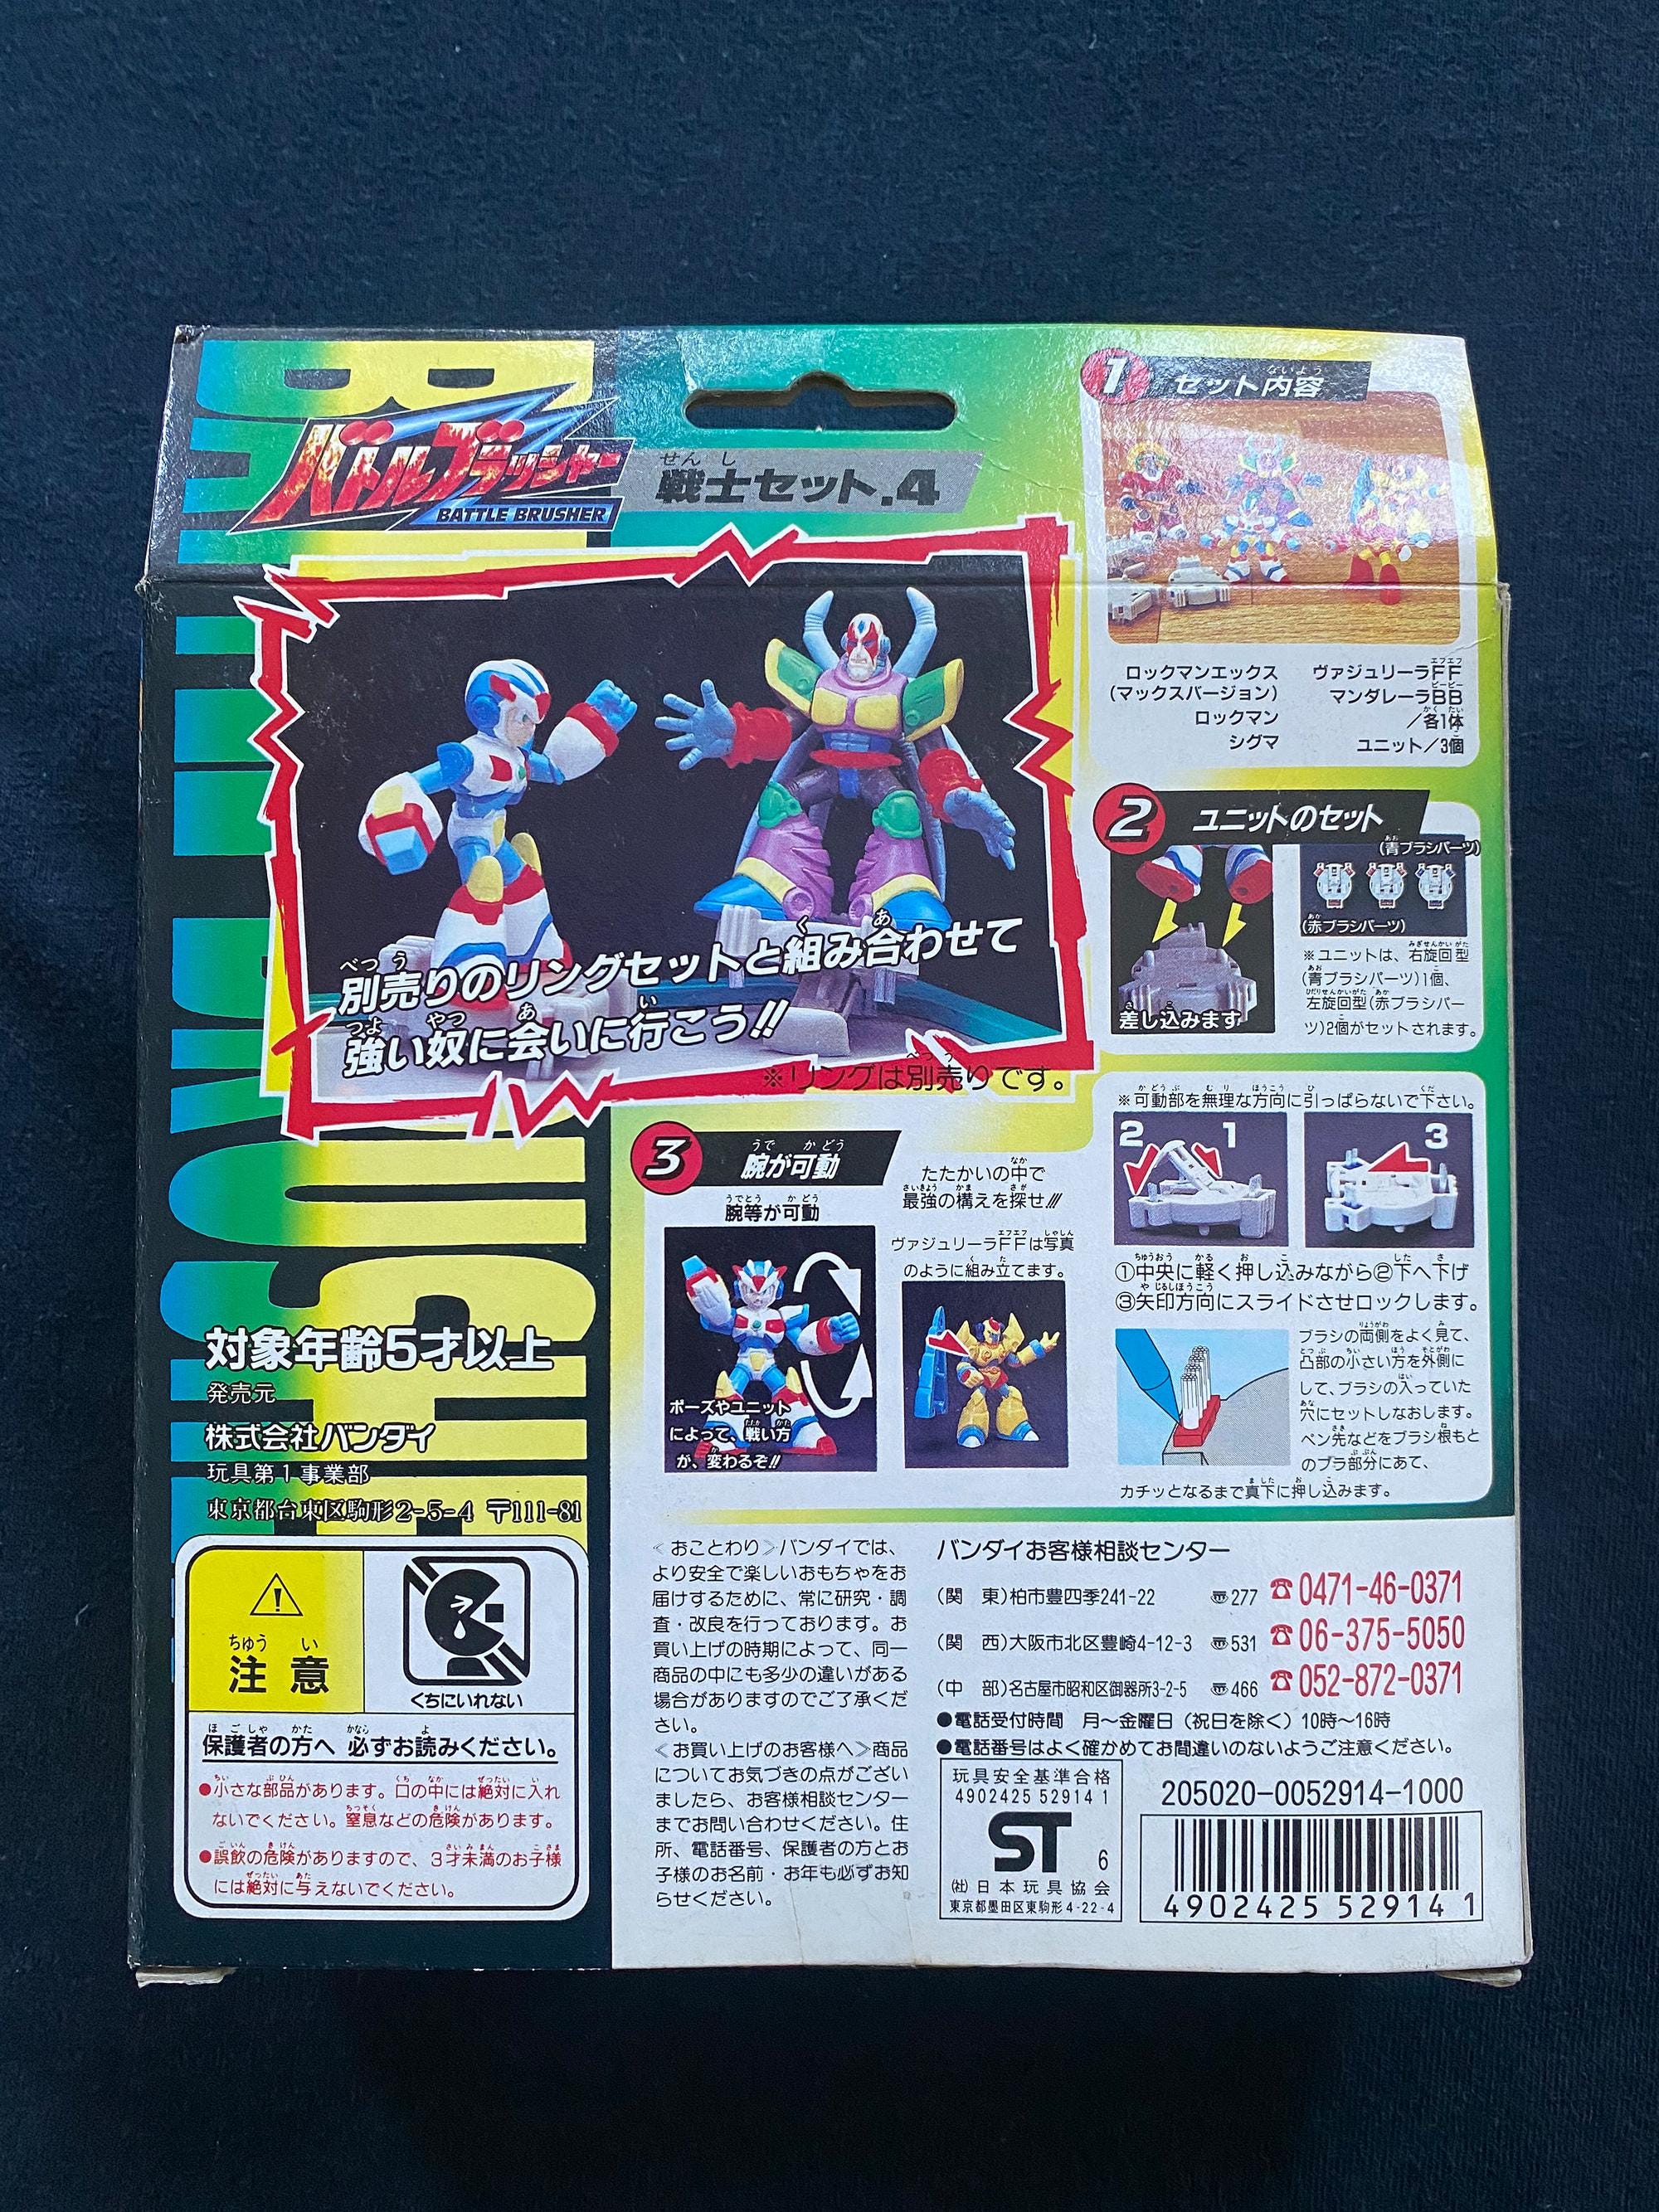 バトルブラッシャー
BATTLE BRUSHER
戦士セット.4
別売りのリングセットと組み合わせて
強い奴に会いに行こう!!
※リングは別売りです。
1 セット内容
ロックマンエックス
(マックスバージョン)
ロックマン
シグマ
ヴァジュリーラFF
マンダレーラBB
／各1体
ユニット／3個
2 ユニットのセット
差し込みます
(青ブラシパーツ)
(赤ブラシパーツ)
※ユニットは、右旋回型
(青ブラシパーツ)1個、
左旋回型(赤ブラシパー
ツ)2個がセットされます。
※可動部を無理な方向に引っぱらないで下さい。
2 1
3
①中央に軽く押し込みながら②下へ下げ
③矢印方向にスライドさせロックします。
ブラシの両側をよく見て、
凸部の小さい方を外側に
して、ブラシの入っていた
穴にセットしなおします。
ペン先などをブラシ根もと
のプラ部分にあて、
カチッとなるまで真下に押し込みます。
3 腕が可動
腕等が可動
ポーズやユニット
によって、戦い方
が、変わるぞ!!
たたかいの中で
最強の構えを探せ!!!
ヴァジュリーラFFは写真
のように組み立てます。
対象年齢5才以上
発売元
株式会社バンダイ
玩具第1事業部
東京都台東区駒形2-5-4 〒111-81
注意
くちにいれない
保護者の方へ 必ずお読みください。
●小さな部品があります。口の中には絶対に入れ
ないでください。窒息などの危険があります。
●誤飲の危険がありますので、3才未満のお子様
には絶対に与えないでください。
≪おことわり≫バンダイでは、
より安全で楽しいおもちゃをお
届けするために、常に研究・調
査・改良を行っております。お
買い上げの時期によって、同一
商品の中にも多少の違いがある
場合がありますのでご了承くだ
さい。
≪お買い上げのお客様へ≫商品
についてお気づきの点がござい
ましたら、お客様相談センター
までお問い合わせください。住
所、電話番号、保護者の方とお
子様のお名前・お年も必ずお知
らせください。
バンダイお客様相談センター
(関 東)柏市豊四季241-22 〠277 ☎0471-46-0371
(関 西)大阪市北区豊崎4-12-3 〠531 ☎06-375-5050
(中 部)名古屋市昭和区御器所3-2-5 〠466 ☎052-872-0371
●電話受付時間 月〜金曜日(祝日を除く)10時〜16時
●電話番号はよく確かめてお間違いのないようご注意ください。
玩具安全基準合格
4902425 52914 1
ST 6
(社)日本玩具協会
東京都墨田区東駒形4-22-4
205020-0052914-1000
4902425 529141